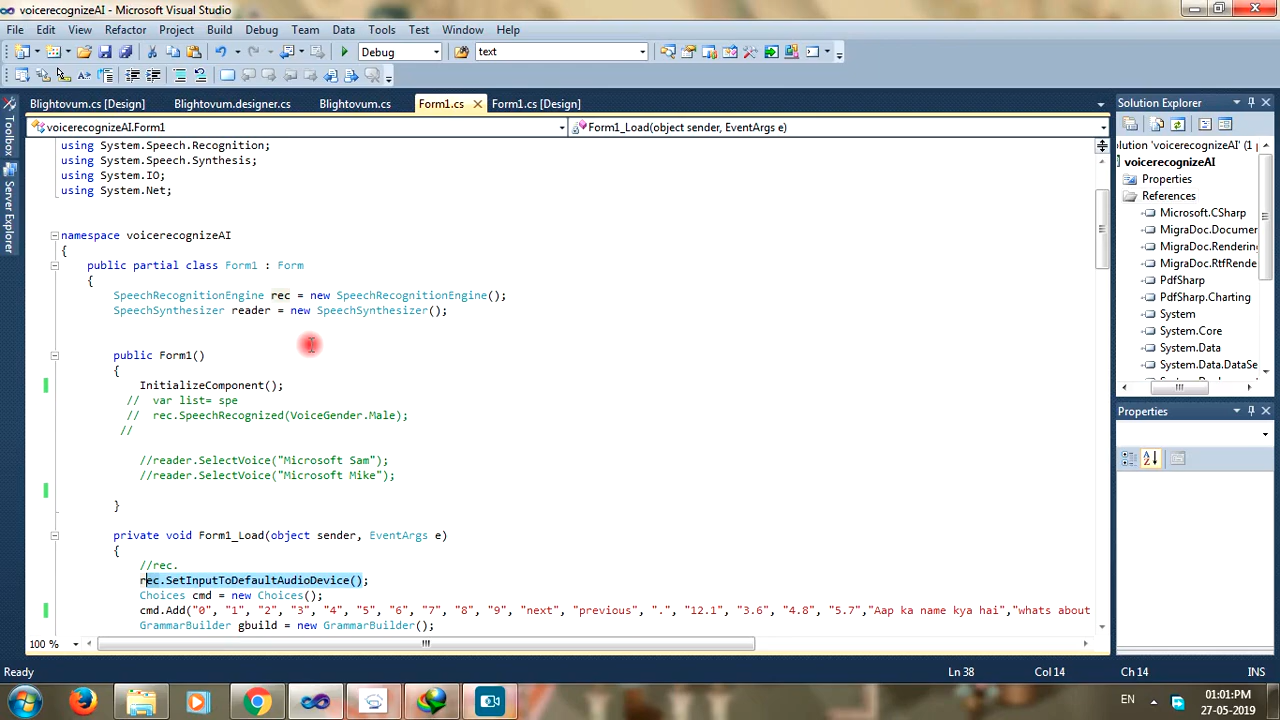 voicerecognizeAI - Microsoft Visual Studio
File Edit View Refactor Project Build Debug Team Data Tools Test Window Help
Debug text
Blightovum.cs [Design] Blightovum.designer.cs Blightovum.cs Form1.cs Form1.cs [Design]
voicerecognizeAI.Form1 Form1_Load(object sender, EventArgs e)
Toolbox
Server Explorer
using System.Speech.Recognition;
using System.Speech.Synthesis;
using System.IO;
using System.Net;
namespace voicerecognizeAI
{
public partial class Form1 : Form
{
SpeechRecognitionEngine rec = new SpeechRecognitionEngine();
SpeechSynthesizer reader = new SpeechSynthesizer();
public Form1()
{
InitializeComponent();
// var list= spe
// rec.SpeechRecognized(VoiceGender.Male);
//
//reader.SelectVoice("Microsoft Sam");
//reader.SelectVoice("Microsoft Mike");
}
private void Form1_Load(object sender, EventArgs e)
{
//rec.
rec.SetInputToDefaultAudioDevice();
Choices cmd = new Choices();
cmd.Add("0", "1", "2", "3", "4", "5", "6", "7", "8", "9", "next", "previous", ".", "12.1", "3.6", "4.8", "5.7","Aap ka name kya hai","whats about
GrammarBuilder gbuild = new GrammarBuilder();
100 %
Solution Explorer
olution 'voicerecognizeAI' (1 p
voicerecognizeAI
Properties
References
Microsoft.CSharp
MigraDoc.Documer
MigraDoc.Rendering
MigraDoc.RtfRende
PdfSharp
PdfSharp.Charting
System
System.Core
System.Data
System.Data.DataSe
Properties
Ready Ln 38 Col 14 Ch 14 INS
EN 01:01 PM
27-05-2019